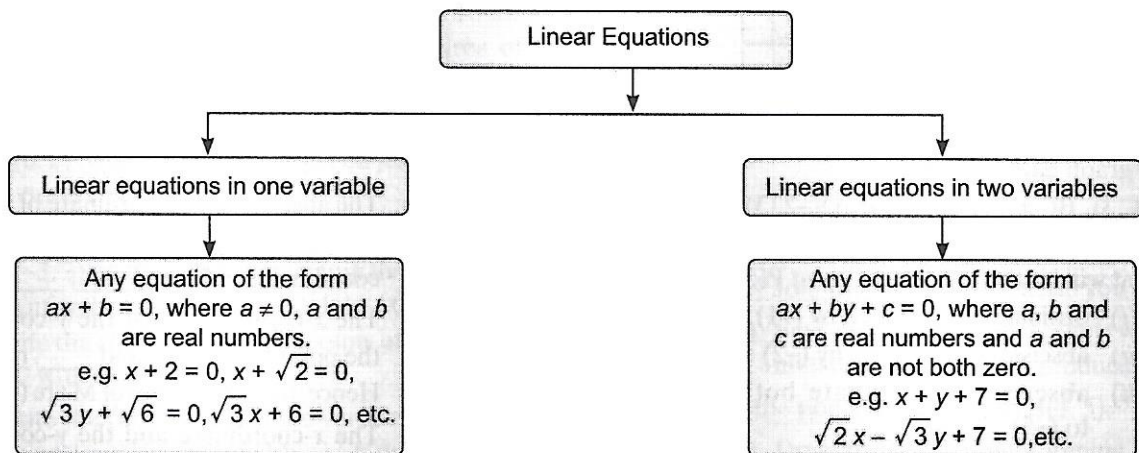 Linear Equations
Linear equations in one variable
Linear equations in two variables
Any equation of the form
ax + b = 0, where a ≠ 0, a and b
are real numbers.
e.g. x + 2 = 0, x + √2 = 0,
√3 y + √6 = 0, √3 x + 6 = 0, etc.
Any equation of the form
ax + by + c = 0, where a, b and
c are real numbers and a and b
are not both zero.
e.g. x + y + 7 = 0,
√2 x – √3 y + 7 = 0,etc.